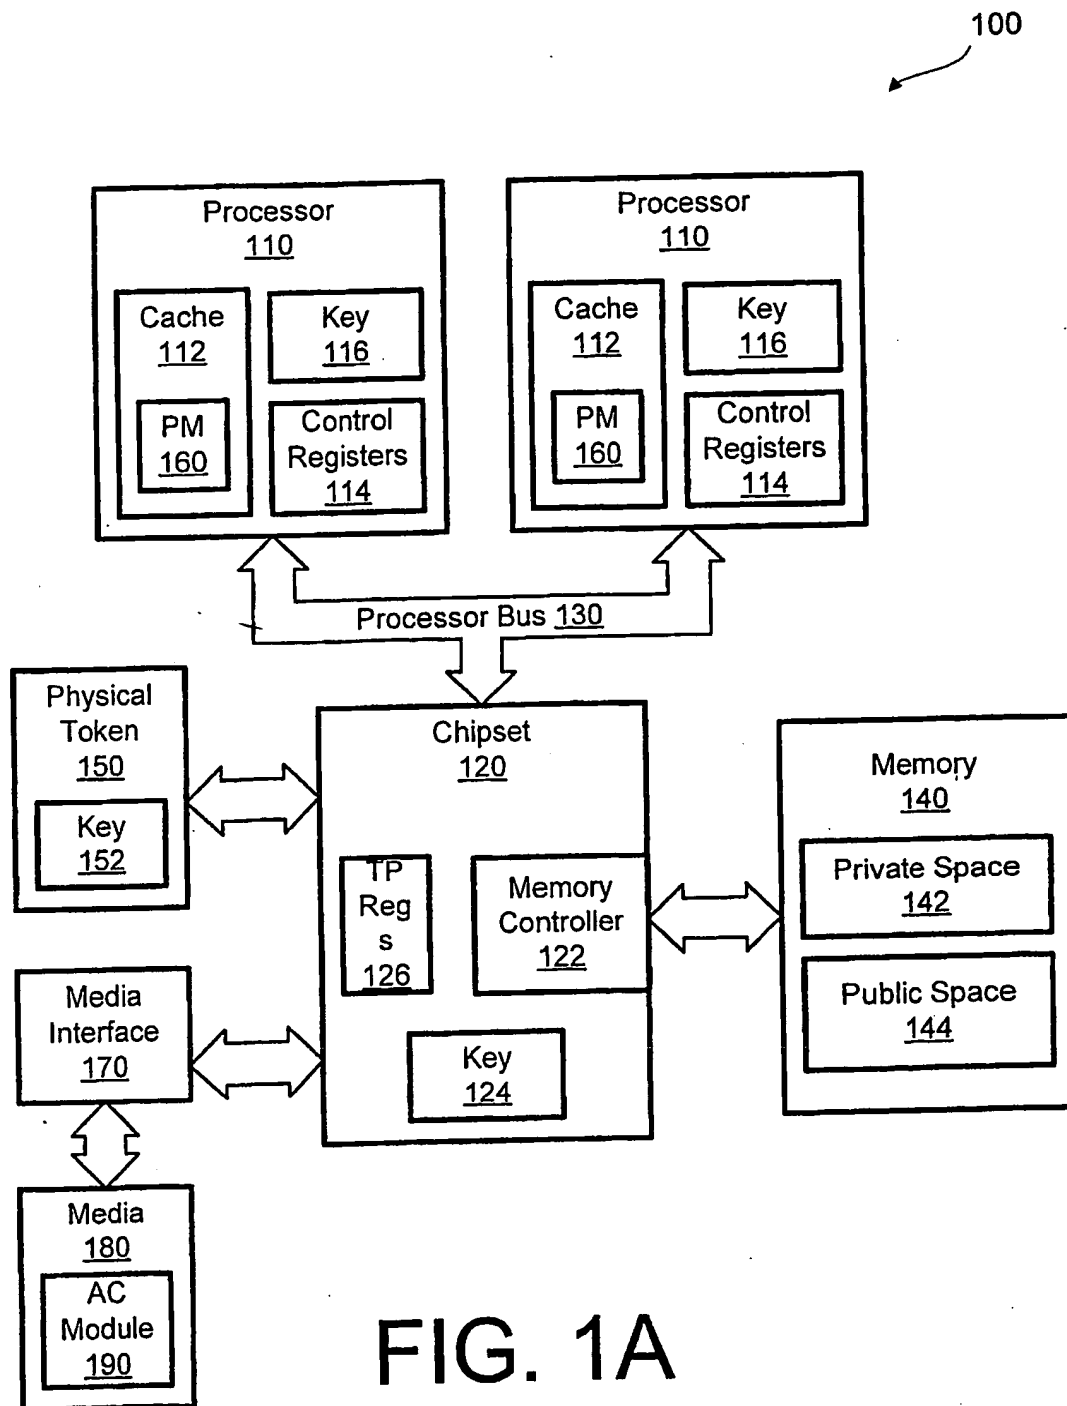 100
Processor
110
Cache
112
PM
160
Key
116
Control
Registers
114
Processor
110
Cache
112
PM
160
Key
116
Control
Registers
114
Processor Bus 130
Physical
Token
150
Key
152
Chipset
120
TP
Reg
s
126
Memory
Controller
122
Key
124
Memory
140
Private Space
142
Public Space
144
Media
Interface
170
Media
180
AC
Module
190
FIG. 1A